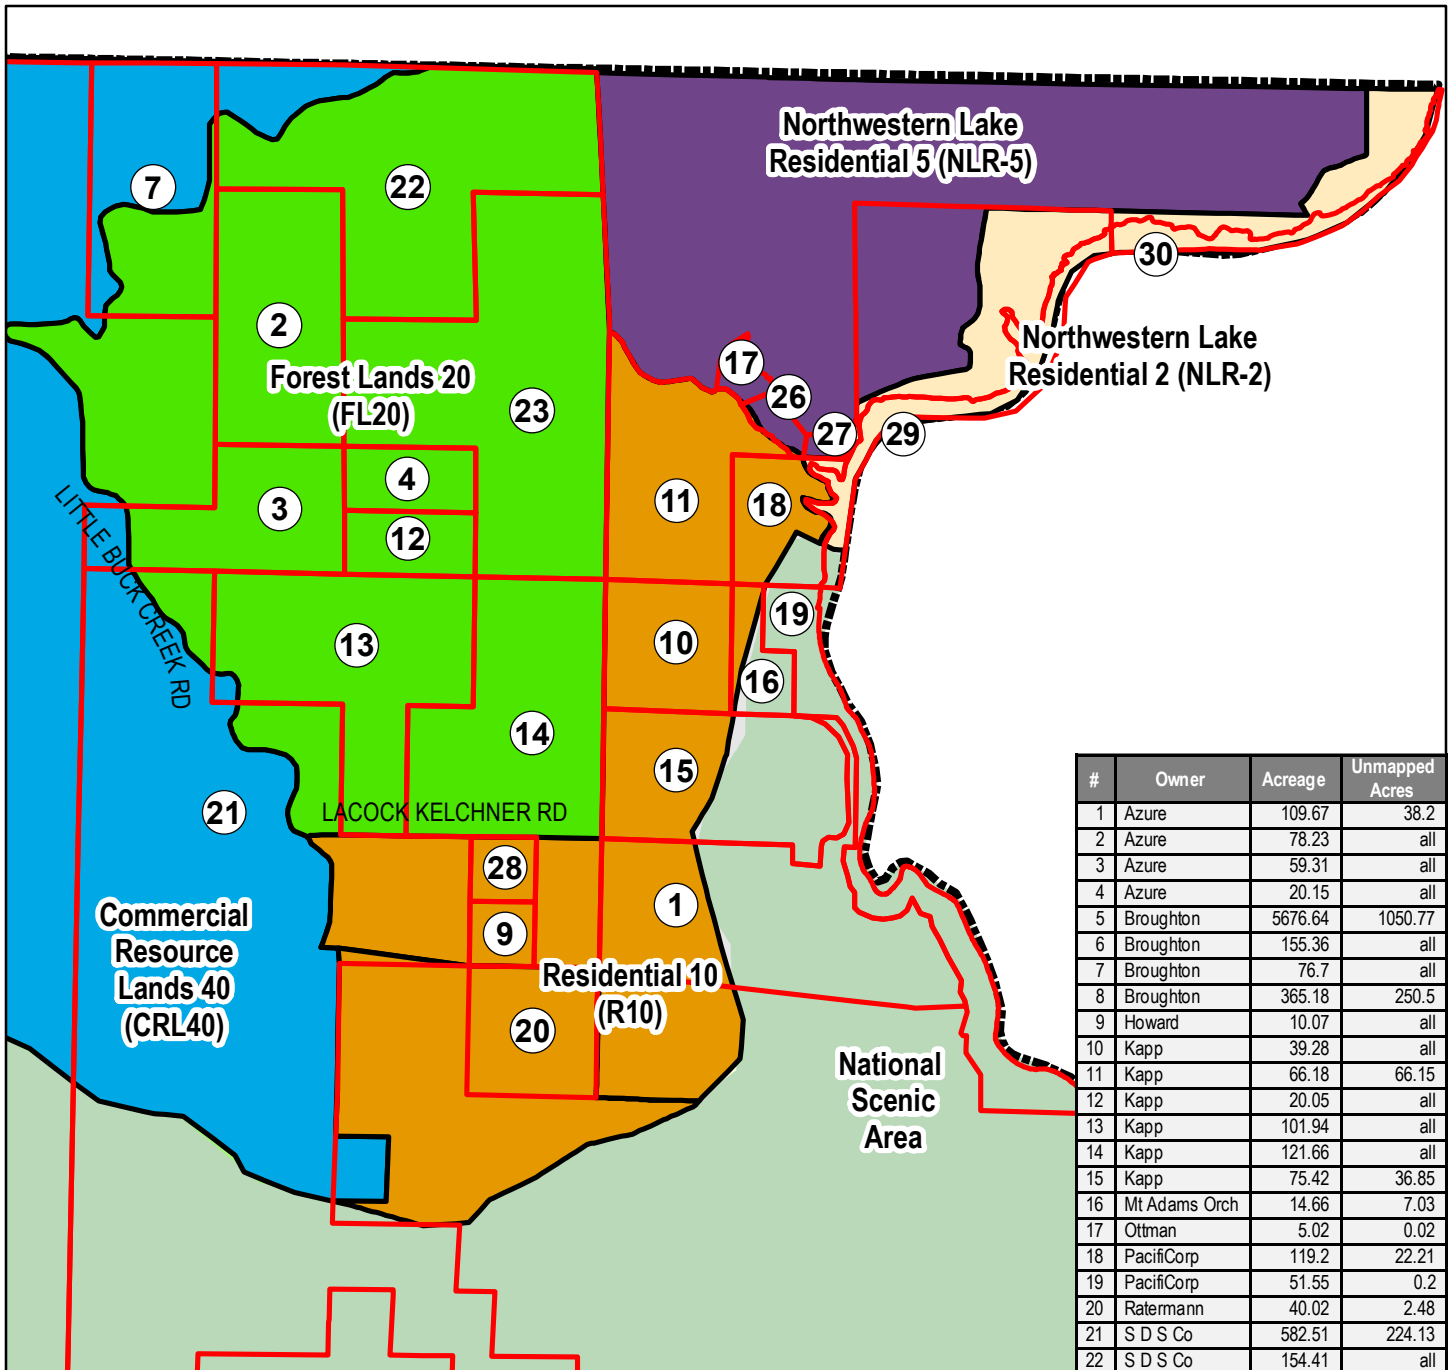 Northwestern Lake
Residential 5 (NLR-5)
7
22
30
2
Northwestern Lake
Residential 2 (NLR-2)
17
Forest Lands 20
(FL20)
26
23
27
29
4
3
11
18
12
LITTLE BUCK CREEK RD
19
13
10
16
14
15
21
LACOCK KELCHNER RD
28
1
Commercial
Resource
Lands 40
(CRL40)
9
Residential 10
(R10)
20
National
Scenic
Area
# Owner Acreage Unmapped Acres
1 Azure 109.67 38.2
2 Azure 78.23 all
3 Azure 59.31 all
4 Azure 20.15 all
5 Broughton 5676.64 1050.77
6 Broughton 155.36 all
7 Broughton 76.7 all
8 Broughton 365.18 250.5
9 Howard 10.07 all
10 Kapp 39.28 all
11 Kapp 66.18 66.15
12 Kapp 20.05 all
13 Kapp 101.94 all
14 Kapp 121.66 all
15 Kapp 75.42 36.85
16 Mt Adams Orch 14.66 7.03
17 Ottman 5.02 0.02
18 PacifiCorp 119.2 22.21
19 PacifiCorp 51.55 0.2
20 Ratermann 40.02 2.48
21 S D S Co 582.51 224.13
22 S D S Co 154.41 all